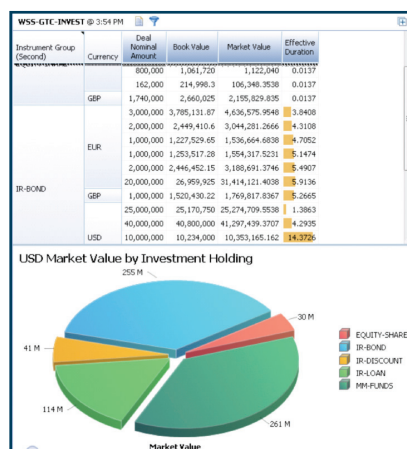 WSS-GTC-INVEST @ 3:54 PM
Instrument Group (Second) Currency Deal Nominal Amount Book Value Market Value Effective Duration
800,000 1,061,720 1,122,040 0.0137
162,000 214,998.3 106,348.3538 0.0137
GBP 1,740,000 2,660,025 2,155,829.835 0.0137
3,000,000 3,785,131.87 4,636,575.9548 3.8408
2,000,000 2,449,410.6 3,044,281.2666 4.3108
1,000,000 1,227,529.65 1,536,664.6838 4.7052
EUR
1,000,000 1,253,517.28 1,554,317.5231 5.1474
2,000,000 2,446,452.15 3,188,691.3746 5.4907
20,000,000 26,959,925 31,414,121.4038 5.9136
IR-BOND
GBP 1,000,000 1,520,430.22 1,769,817.8367 5.2665
25,000,000 25,170,750 25,274,709.5538 1.3863
40,000,000 40,800,000 41,297,439.3707 4.2935
USD 10,000,000 10,234,000 10,353,165.162 14.3726
USD Market Value by Investment Holding
255 M
30 M
41 M
114 M
261 M
EQUITY-SHARE
IR-BOND
IR-DISCOUNT
IR-LOAN
MM-FUNDS
Market Value